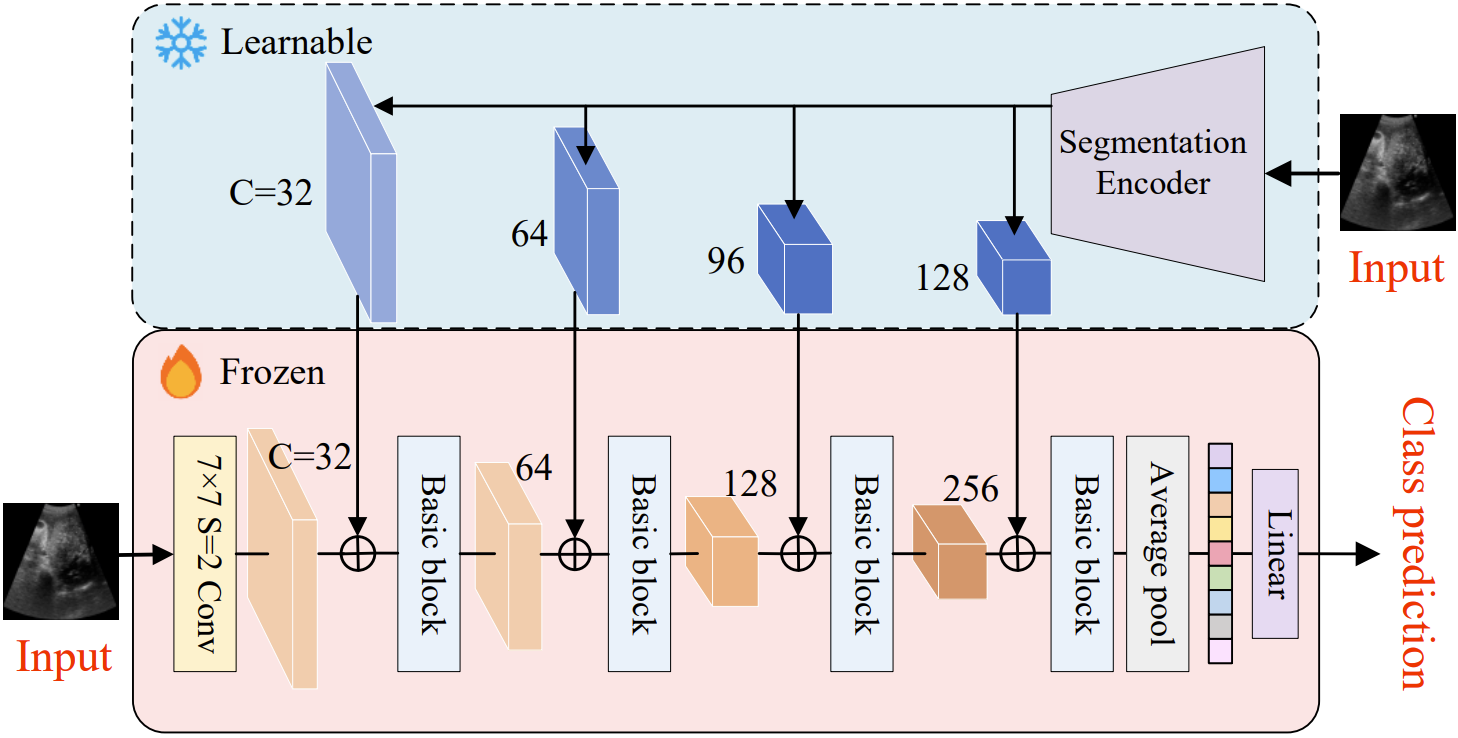 Learnable
C=32
64
96
128
Segmentation
Encoder
Input
Frozen
Input
7×7 S=2 Conv
C=32
Basic block
64
Basic block
128
Basic block
256
Basic block
Average pool
Linear
Class prediction